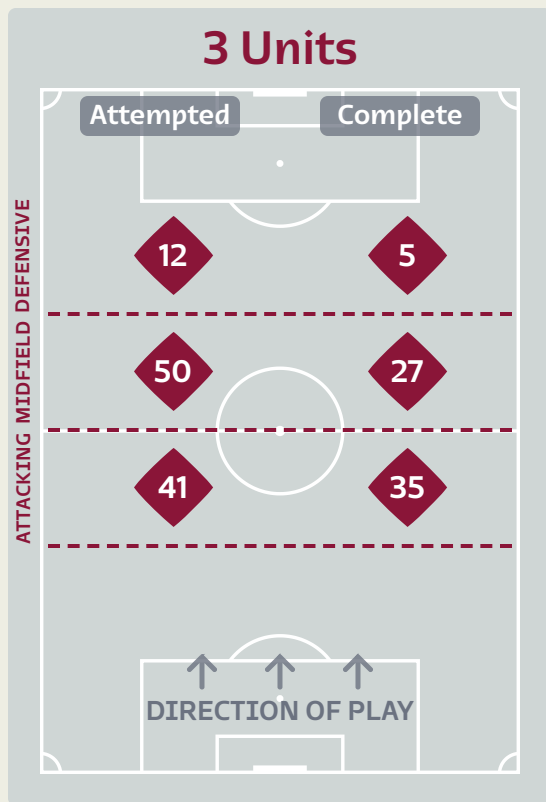 3 Units
Attempted Complete
ATTACKING MIDFIELD DEFENSIVE
12 5
50 27
41 35
DIRECTION OF PLAY